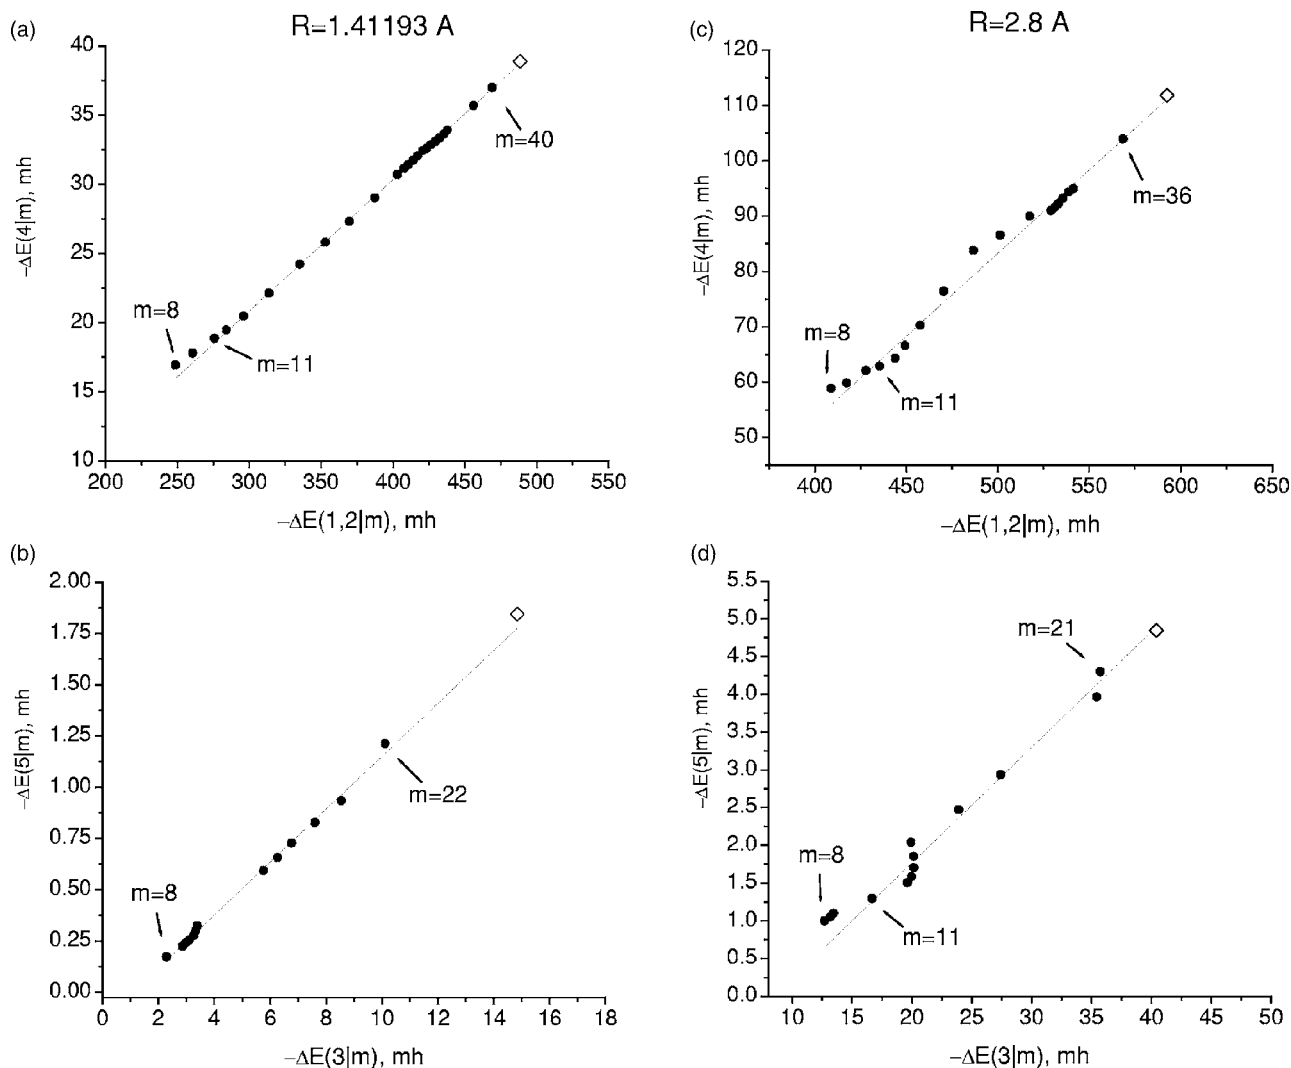 (a)
R=1.41193 A
40
35
30
25
20
15
10
−ΔE(4|m), mh
m=8
m=11
m=40
200 250 300 350 400 450 500 550
−ΔE(1,2|m), mh
(c)
R=2.8 A
120
110
100
90
80
70
60
50
−ΔE(4|m), mh
m=8
m=11
m=36
400 450 500 550 600 650
−ΔE(1,2|m), mh
(b)
2.00
1.75
1.50
1.25
1.00
0.75
0.50
0.25
0.00
−ΔE(5|m), mh
m=8
m=22
0 2 4 6 8 10 12 14 16 18
−ΔE(3|m), mh
(d)
5.5
5.0
4.5
4.0
3.5
3.0
2.5
2.0
1.5
1.0
0.5
0.0
−ΔE(5|m), mh
m=21
m=8
m=11
10 15 20 25 30 35 40 45 50
−ΔE(3|m), mh